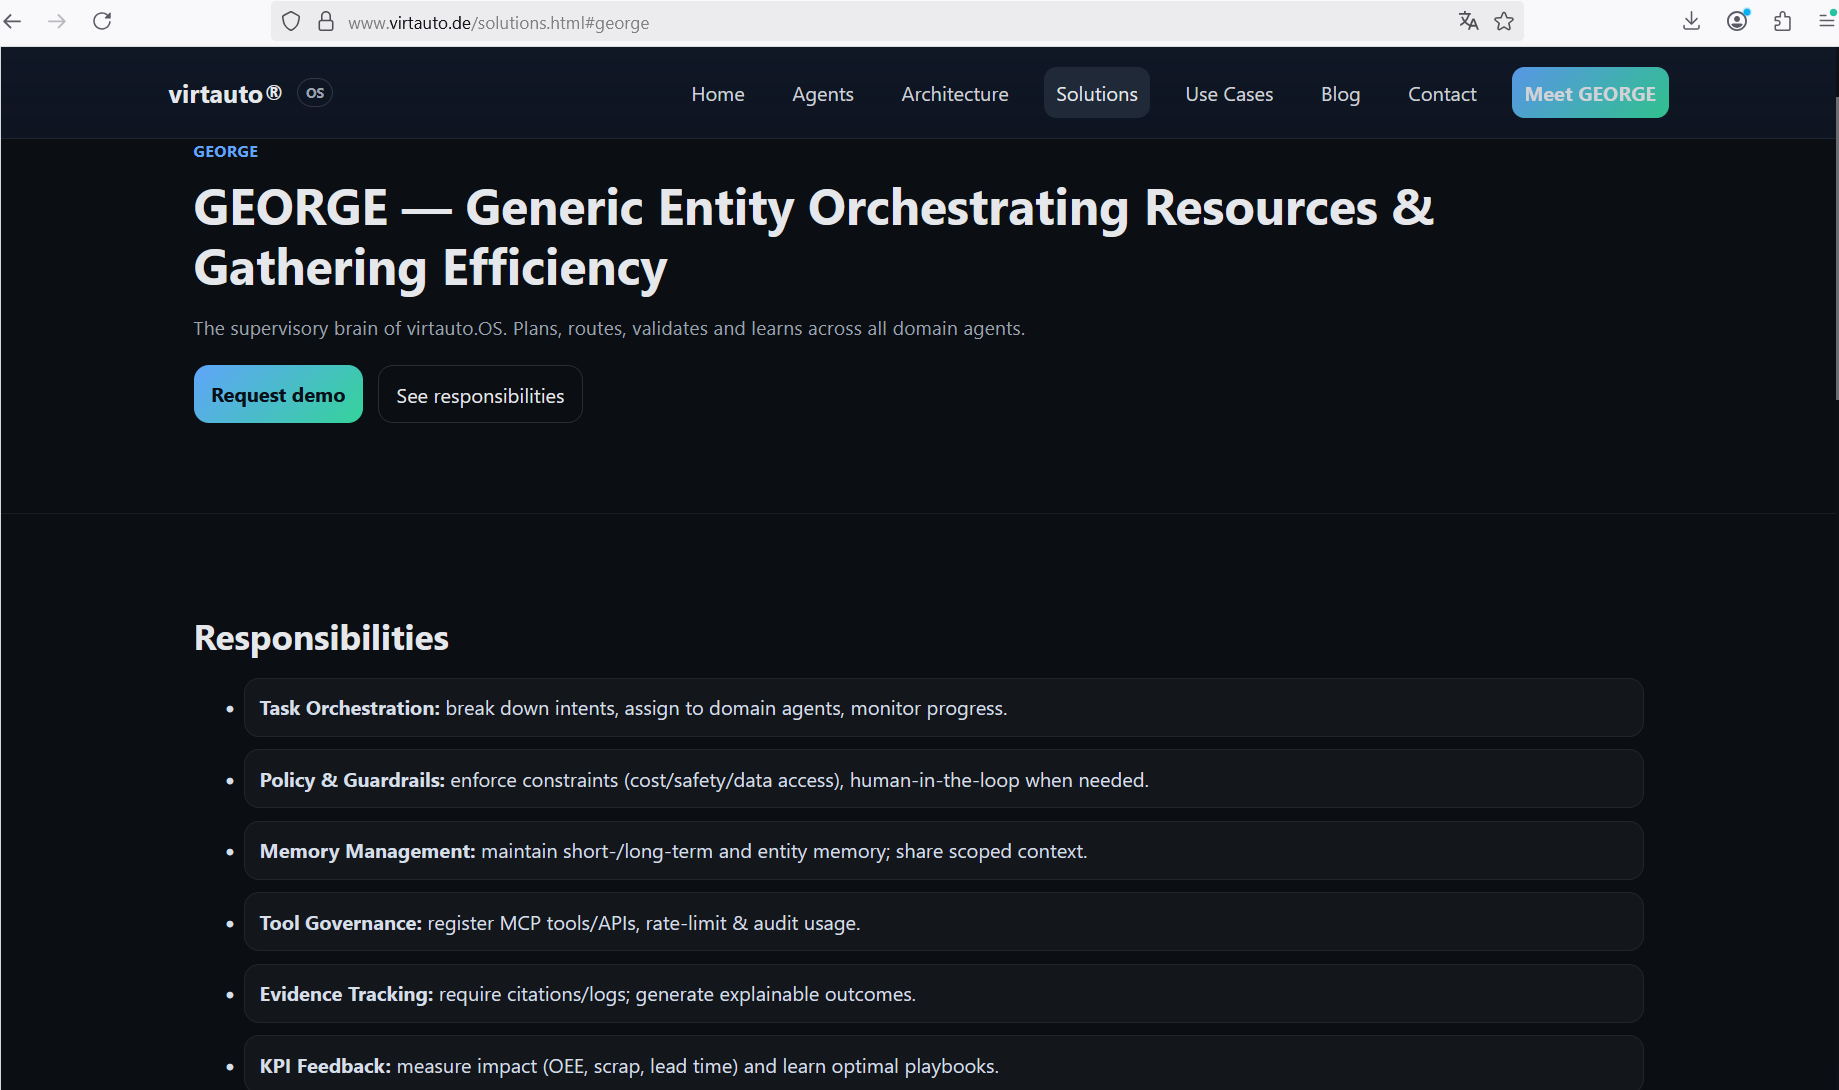 www.virtauto.de/solutions.html#george
virtauto® OS Home Agents Architecture Solutions Use Cases Blog Contact Meet GEORGE
GEORGE
GEORGE — Generic Entity Orchestrating Resources &
Gathering Efficiency
The supervisory brain of virtauto.OS. Plans, routes, validates and learns across all domain agents.
Request demo See responsibilities
Responsibilities
• Task Orchestration: break down intents, assign to domain agents, monitor progress.
• Policy & Guardrails: enforce constraints (cost/safety/data access), human-in-the-loop when needed.
• Memory Management: maintain short-/long-term and entity memory; share scoped context.
• Tool Governance: register MCP tools/APIs, rate-limit & audit usage.
• Evidence Tracking: require citations/logs; generate explainable outcomes.
• KPI Feedback: measure impact (OEE, scrap, lead time) and learn optimal playbooks.